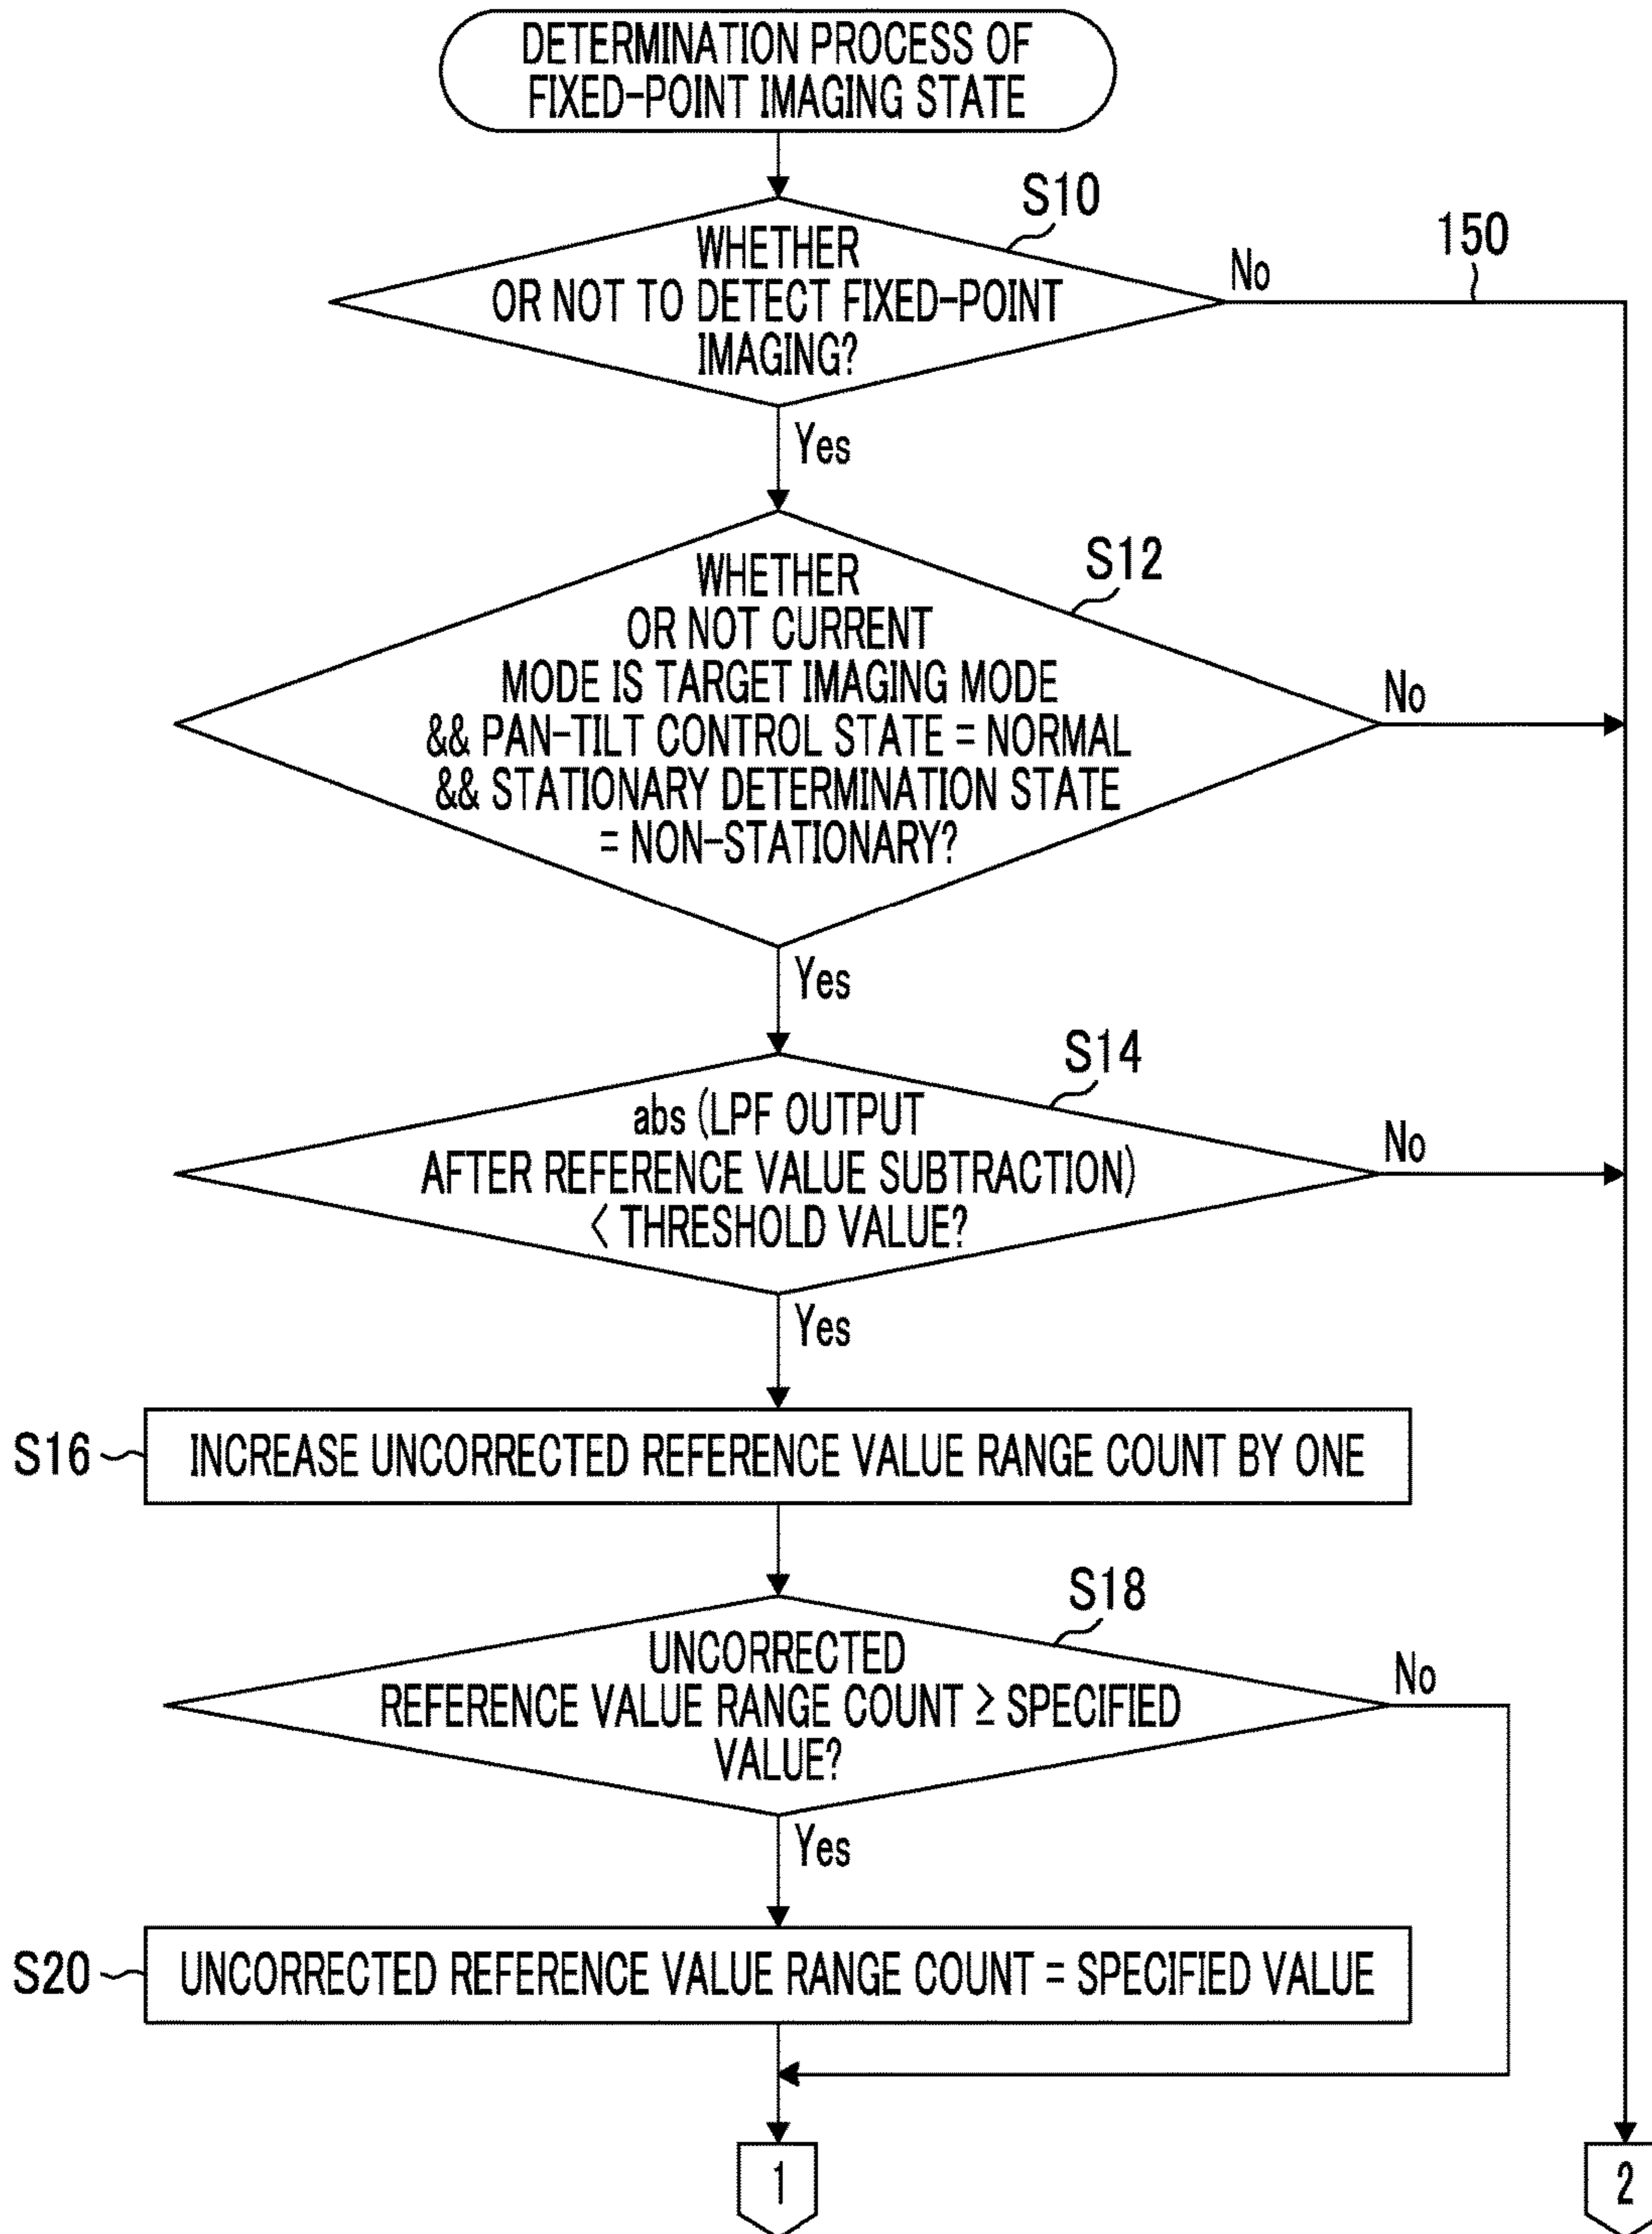 DETERMINATION PROCESS OF
FIXED-POINT IMAGING STATE
S10
150
WHETHER
OR NOT TO DETECT FIXED-POINT
IMAGING?
No
Yes
S12
WHETHER
OR NOT CURRENT
MODE IS TARGET IMAGING MODE
&& PAN-TILT CONTROL STATE = NORMAL
&& STATIONARY DETERMINATION STATE
= NON-STATIONARY?
No
Yes
S14
abs (LPF OUTPUT
AFTER REFERENCE VALUE SUBTRACTION)
< THRESHOLD VALUE?
No
Yes
S16
INCREASE UNCORRECTED REFERENCE VALUE RANGE COUNT BY ONE
S18
UNCORRECTED
REFERENCE VALUE RANGE COUNT ≥ SPECIFIED
VALUE?
No
Yes
S20
UNCORRECTED REFERENCE VALUE RANGE COUNT = SPECIFIED VALUE
1
2